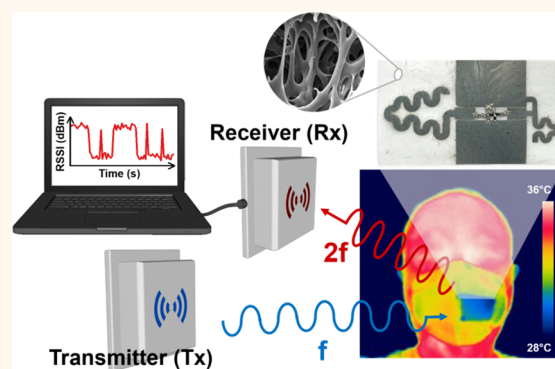 RSSI (dBm)
Time (s)
Receiver (Rx)
36°C
2f
f
28°C
Transmitter (Tx)